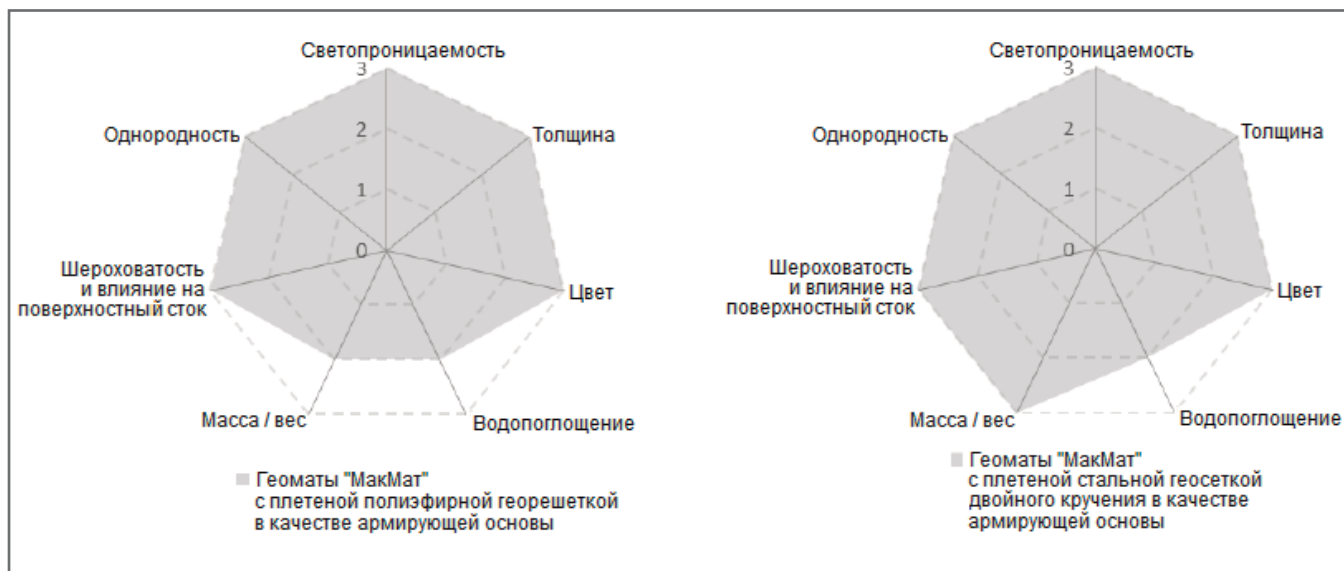 Светопроницаемость
3
2
1
0
Однородность
Толщина
Шероховатость
и влияние на
поверхностный сток
Цвет
Масса / вес
Водопоглощение
Геоматы "МакМат"
с плетеной полиэфирной георешеткой
в качестве армирующей основы
Светопроницаемость
3
2
1
0
Однородность
Толщина
Шероховатость
и влияние на
поверхностный сток
Цвет
Масса / вес
Водопоглощение
Геоматы "МакМат"
с плетеной стальной геосеткой
двойного кручения в качестве
армирующей основы